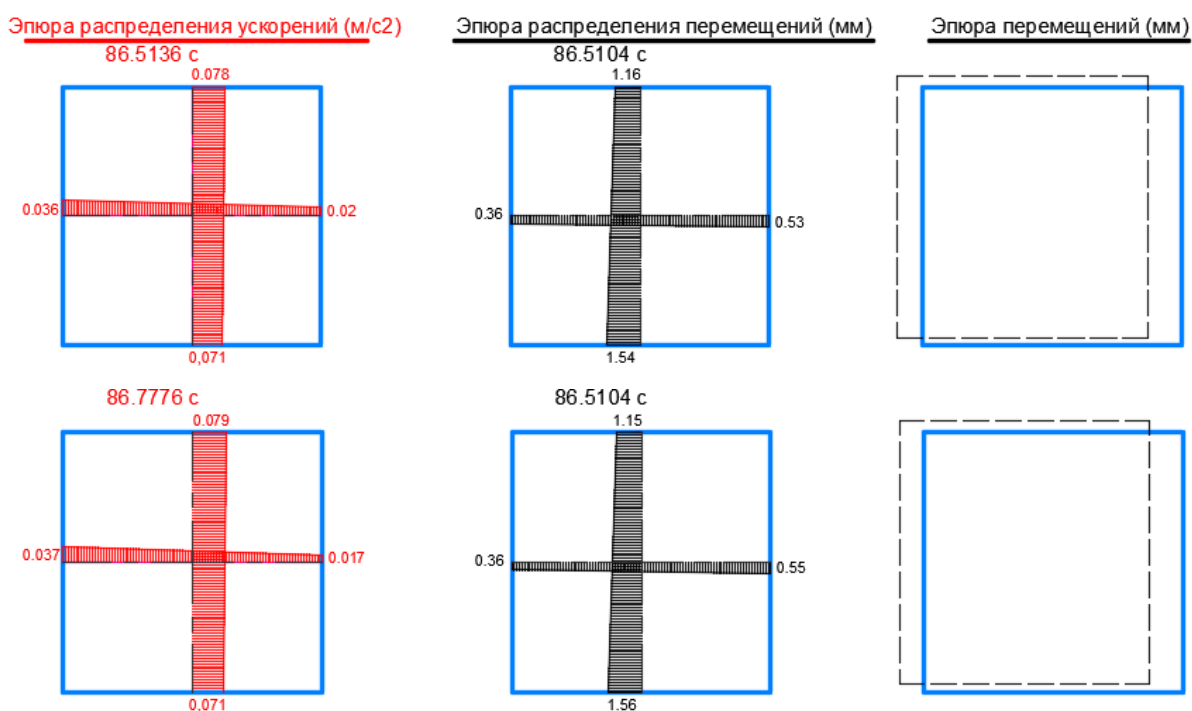 Эпюра распределения ускорений (м/с2)
Эпюра распределения перемещений (мм)
Эпюра перемещений (мм)
86.5136 с
86.5104 с
0.078
1.16
0.036
0.02
0.36
0.53
0,071
1.54
86.7776 с
86.5104 с
0.079
1.15
0.037
0.017
0.36
0.55
0.071
1.56